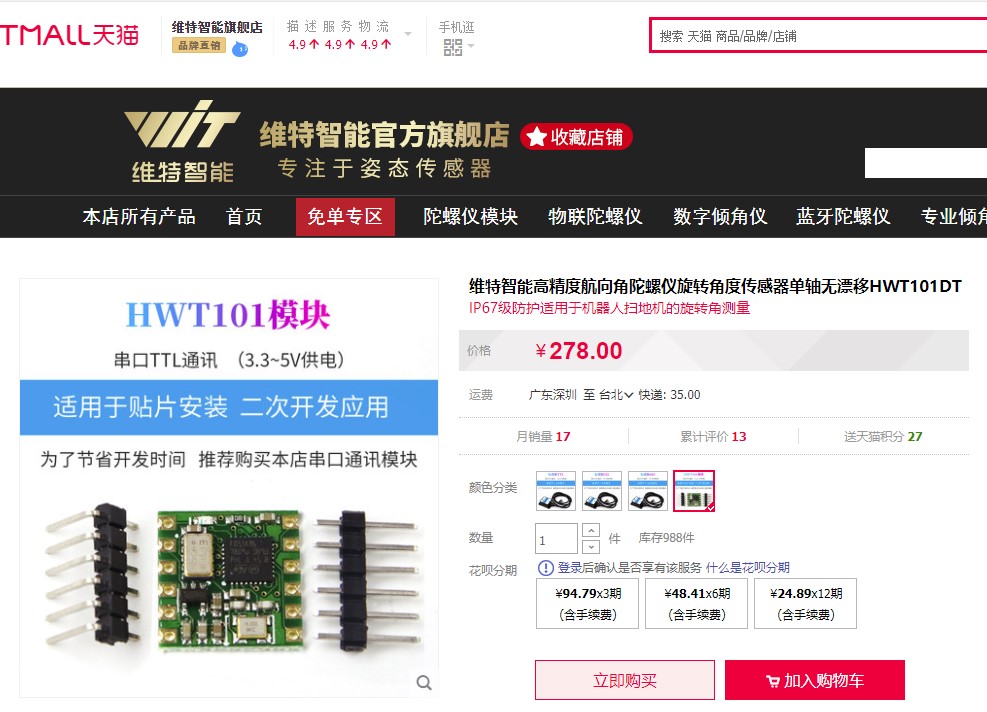 TMALL天猫
维特智能旗舰店
品牌直销
描 述 服 务 物 流
4.9 4.9 4.9
手机逛
搜索 天猫 商品/品牌/店铺
WIT
维特智能
维特智能官方旗舰店
收藏店铺
专注于姿态传感器
本店所有产品 首页 免单专区 陀螺仪模块 物联陀螺仪 数字倾角仪 蓝牙陀螺仪 专业倾角
HWT101模块
串口TTL通讯 （3.3~5V供电）
适用于贴片安装 二次开发应用
为了节省开发时间 推荐购买本店串口通讯模块
维特智能高精度航向角陀螺仪旋转角度传感器单轴无漂移HWT101DT
IP67级防护适用于机器人扫地机的旋转角测量
价格 ¥278.00
运费 广东深圳 至 台北 快递: 35.00
月销量 17 累计评价 13 送天猫积分 27
颜色分类
数量 1 件 库存988件
花呗分期 登录后确认是否享有该服务 什么是花呗分期
¥94.79x3期 ¥48.41x6期 ¥24.89x12期
(含手续费) (含手续费) (含手续费)
立即购买 加入购物车